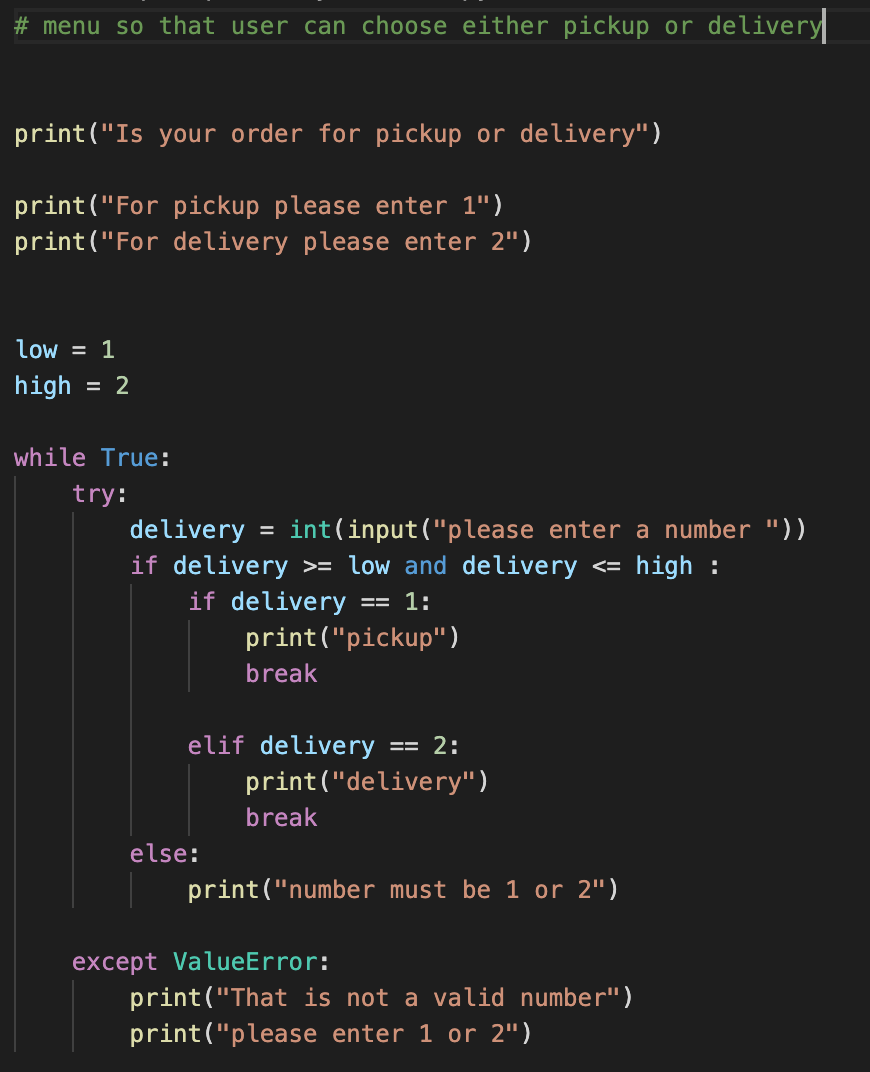 # menu so that user can choose either pickup or delivery
print("Is your order for pickup or delivery")
print("For pickup please enter 1")
print("For delivery please enter 2")
low = 1
high = 2
while True:
    try:
        delivery = int(input("please enter a number "))
        if delivery >= low and delivery <= high :
            if delivery == 1:
                print("pickup")
                break
            elif delivery == 2:
                print("delivery")
                break
        else:
            print("number must be 1 or 2")
    except ValueError:
        print("That is not a valid number")
        print("please enter 1 or 2")